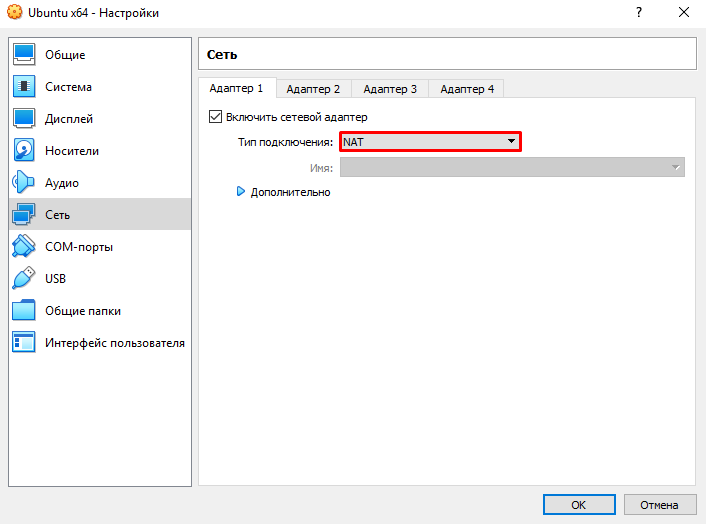 Ubuntu x64 - Настройки
?
Общие
Система
Дисплей
Носители
Аудио
Сеть
COM-порты
USB
Общие папки
Интерфейс пользователя
Сеть
Адаптер 1 Адаптер 2 Адаптер 3 Адаптер 4
Включить сетевой адаптер
Тип подключения: NAT
Имя:
Дополнительно
OK Отмена